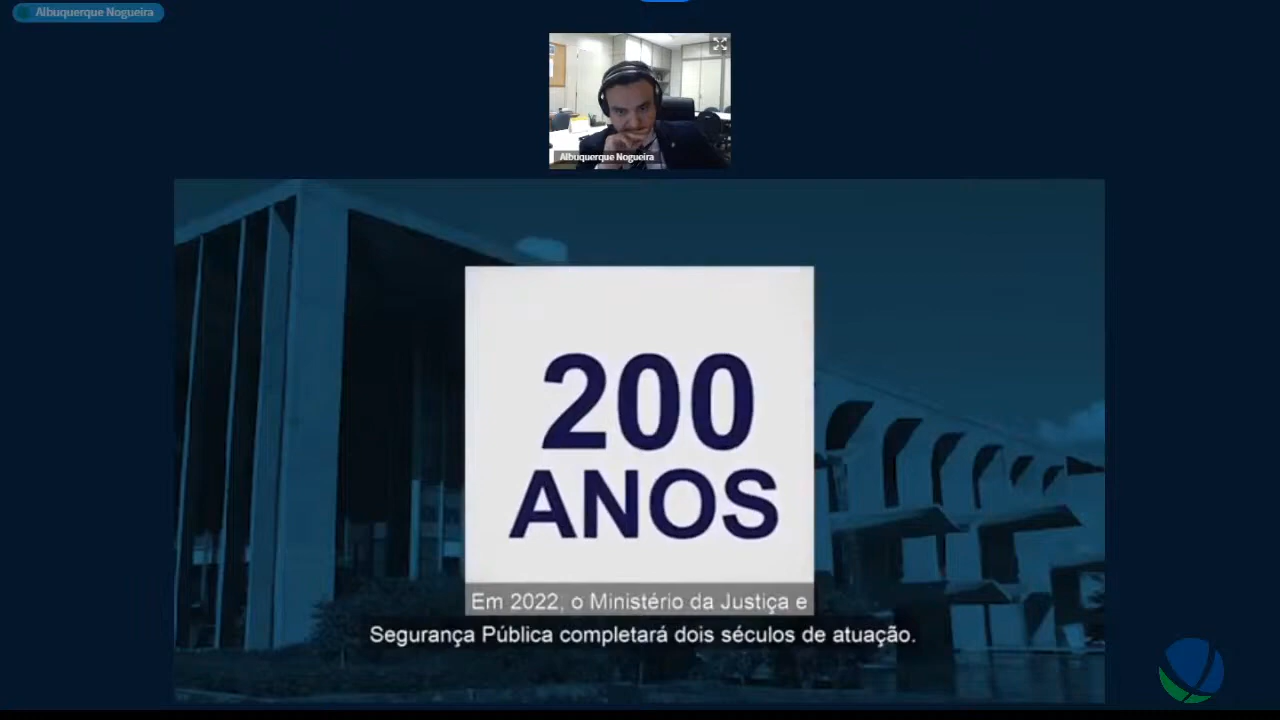 Albuquerque Nogueira
Albuquerque Nogueira
200
ANOS
Em 2022, o Ministério da Justiça e
Segurança Pública completará dois séculos de atuação.